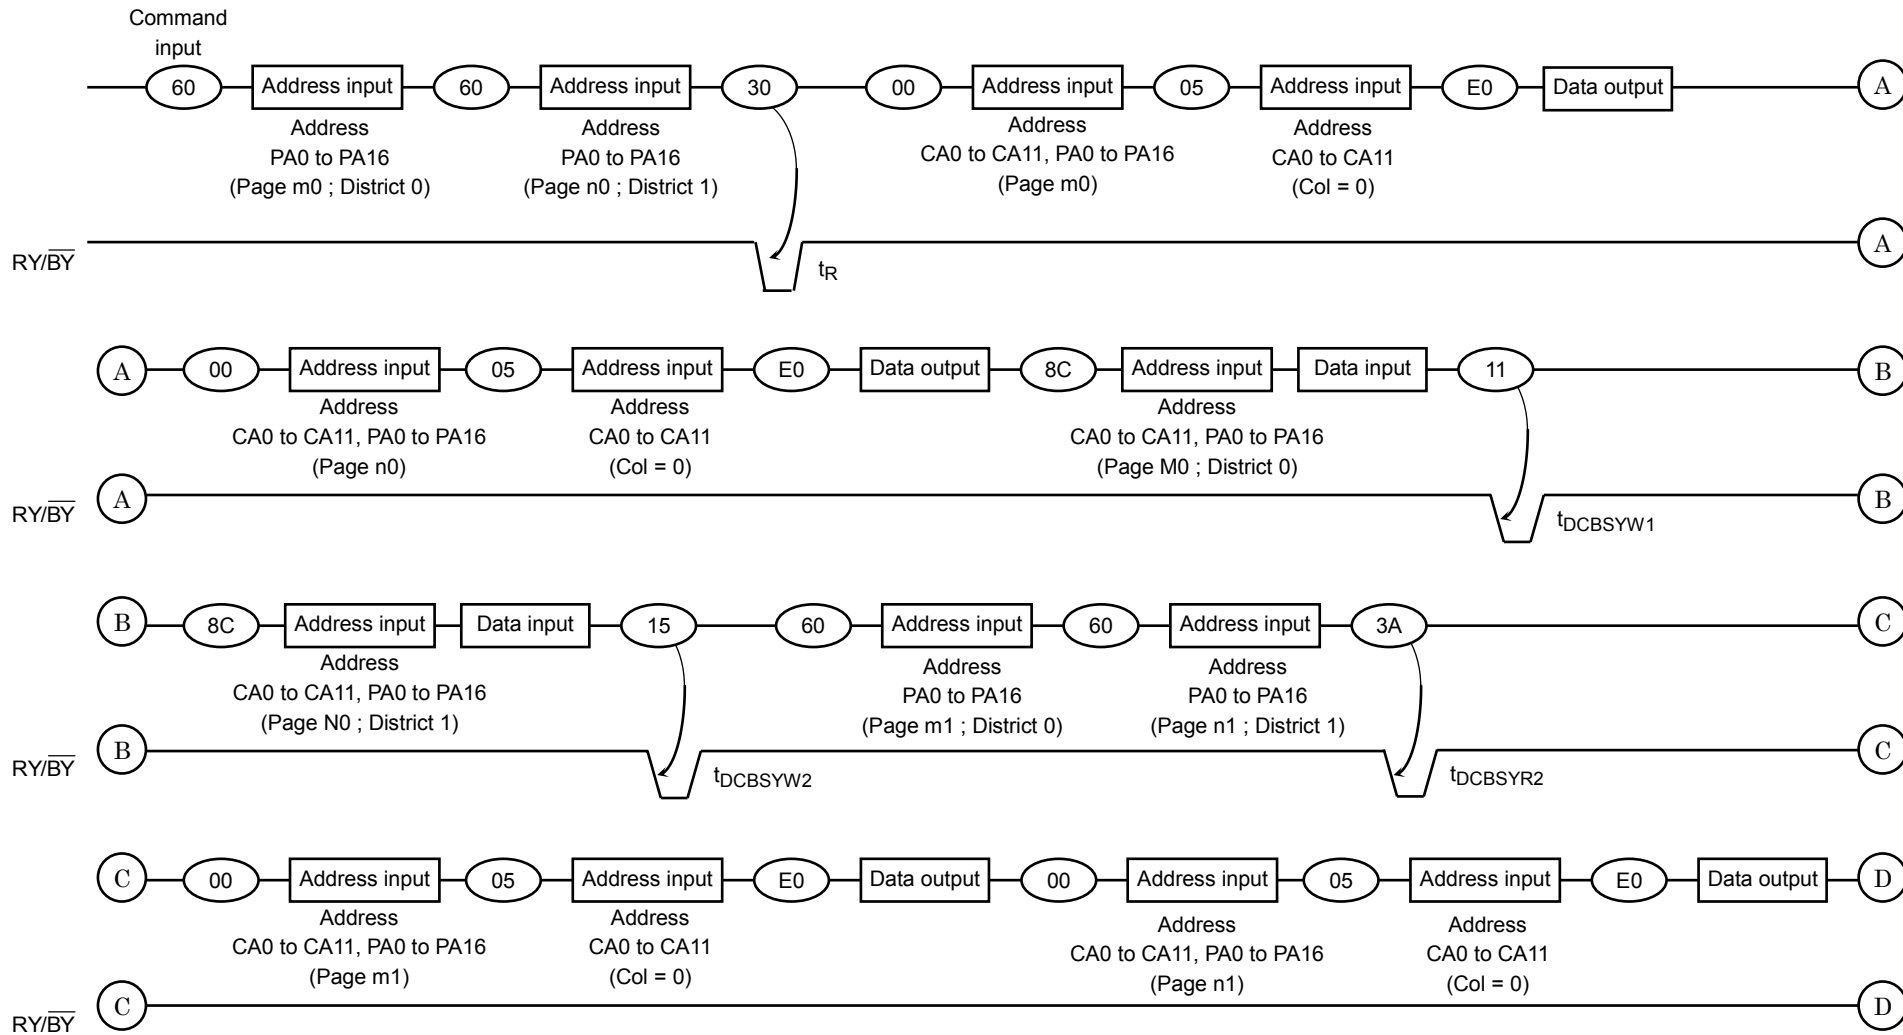 Command
input
60 Address input 60 Address input 30 00 Address input 05 Address input E0 Data output A
Address
PA0 to PA16
(Page m0 ; District 0)
Address
PA0 to PA16
(Page n0 ; District 1)
Address
CA0 to CA11, PA0 to PA16
(Page m0)
Address
CA0 to CA11
(Col = 0)
RY/B̅Y̅ tR A
A 00 Address input 05 Address input E0 Data output 8C Address input Data input 11 B
Address
CA0 to CA11, PA0 to PA16
(Page n0)
Address
CA0 to CA11
(Col = 0)
Address
CA0 to CA11, PA0 to PA16
(Page M0 ; District 0)
RY/B̅Y̅ A tDCBSYW1 B
B 8C Address input Data input 15 60 Address input 60 Address input 3A C
Address
CA0 to CA11, PA0 to PA16
(Page N0 ; District 1)
Address
PA0 to PA16
(Page m1 ; District 0)
Address
PA0 to PA16
(Page n1 ; District 1)
RY/B̅Y̅ B tDCBSYW2 tDCBSYR2 C
C 00 Address input 05 Address input E0 Data output 00 Address input 05 Address input E0 Data output D
Address
CA0 to CA11, PA0 to PA16
(Page m1)
Address
CA0 to CA11
(Col = 0)
Address
CA0 to CA11, PA0 to PA16
(Page n1)
Address
CA0 to CA11
(Col = 0)
RY/B̅Y̅ C D